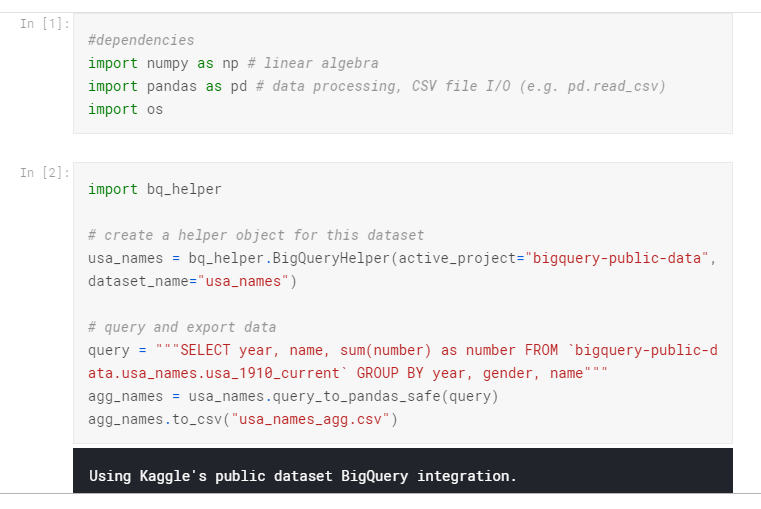 In [1]:
#dependencies
import numpy as np # linear algebra
import pandas as pd # data processing, CSV file I/O (e.g. pd.read_csv)
import os
In [2]:
import bq_helper
# create a helper object for this dataset
usa_names = bq_helper.BigQueryHelper(active_project="bigquery-public-data",
dataset_name="usa_names")
# query and export data
query = """SELECT year, name, sum(number) as number FROM `bigquery-public-d
ata.usa_names.usa_1910_current` GROUP BY year, gender, name"""
agg_names = usa_names.query_to_pandas_safe(query)
agg_names.to_csv("usa_names_agg.csv")
Using Kaggle's public dataset BigQuery integration.